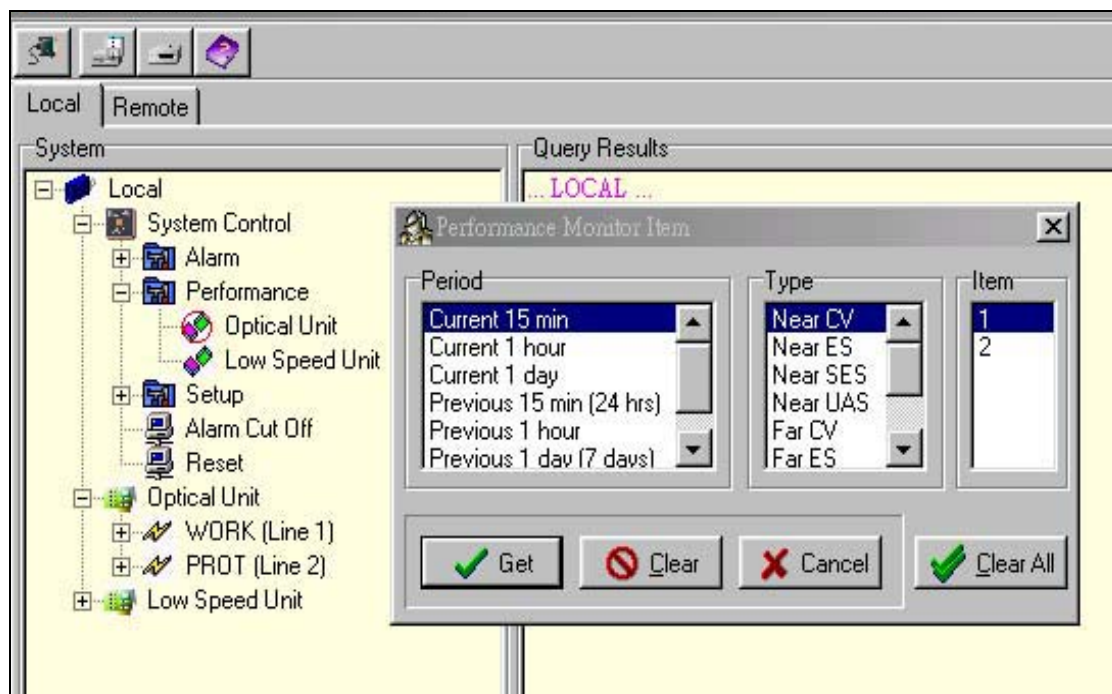 Local
Remote
System
Local
System Control
Alarm
Performance
Optical Unit
Low Speed Unit
Setup
Alarm Cut Off
Reset
Optical Unit
WORK (Line 1)
PROT (Line 2)
Low Speed Unit
Query Results
... LOCAL ...
Performance Monitor Item
Period
Current 15 min
Current 1 hour
Current 1 day
Previous 15 min (24 hrs)
Previous 1 hour
Previous 1 day (7 days)
Type
Near CV
Near ES
Near SES
Near UAS
Far CV
Far ES
Item
1
2
Get
Clear
Cancel
Clear All